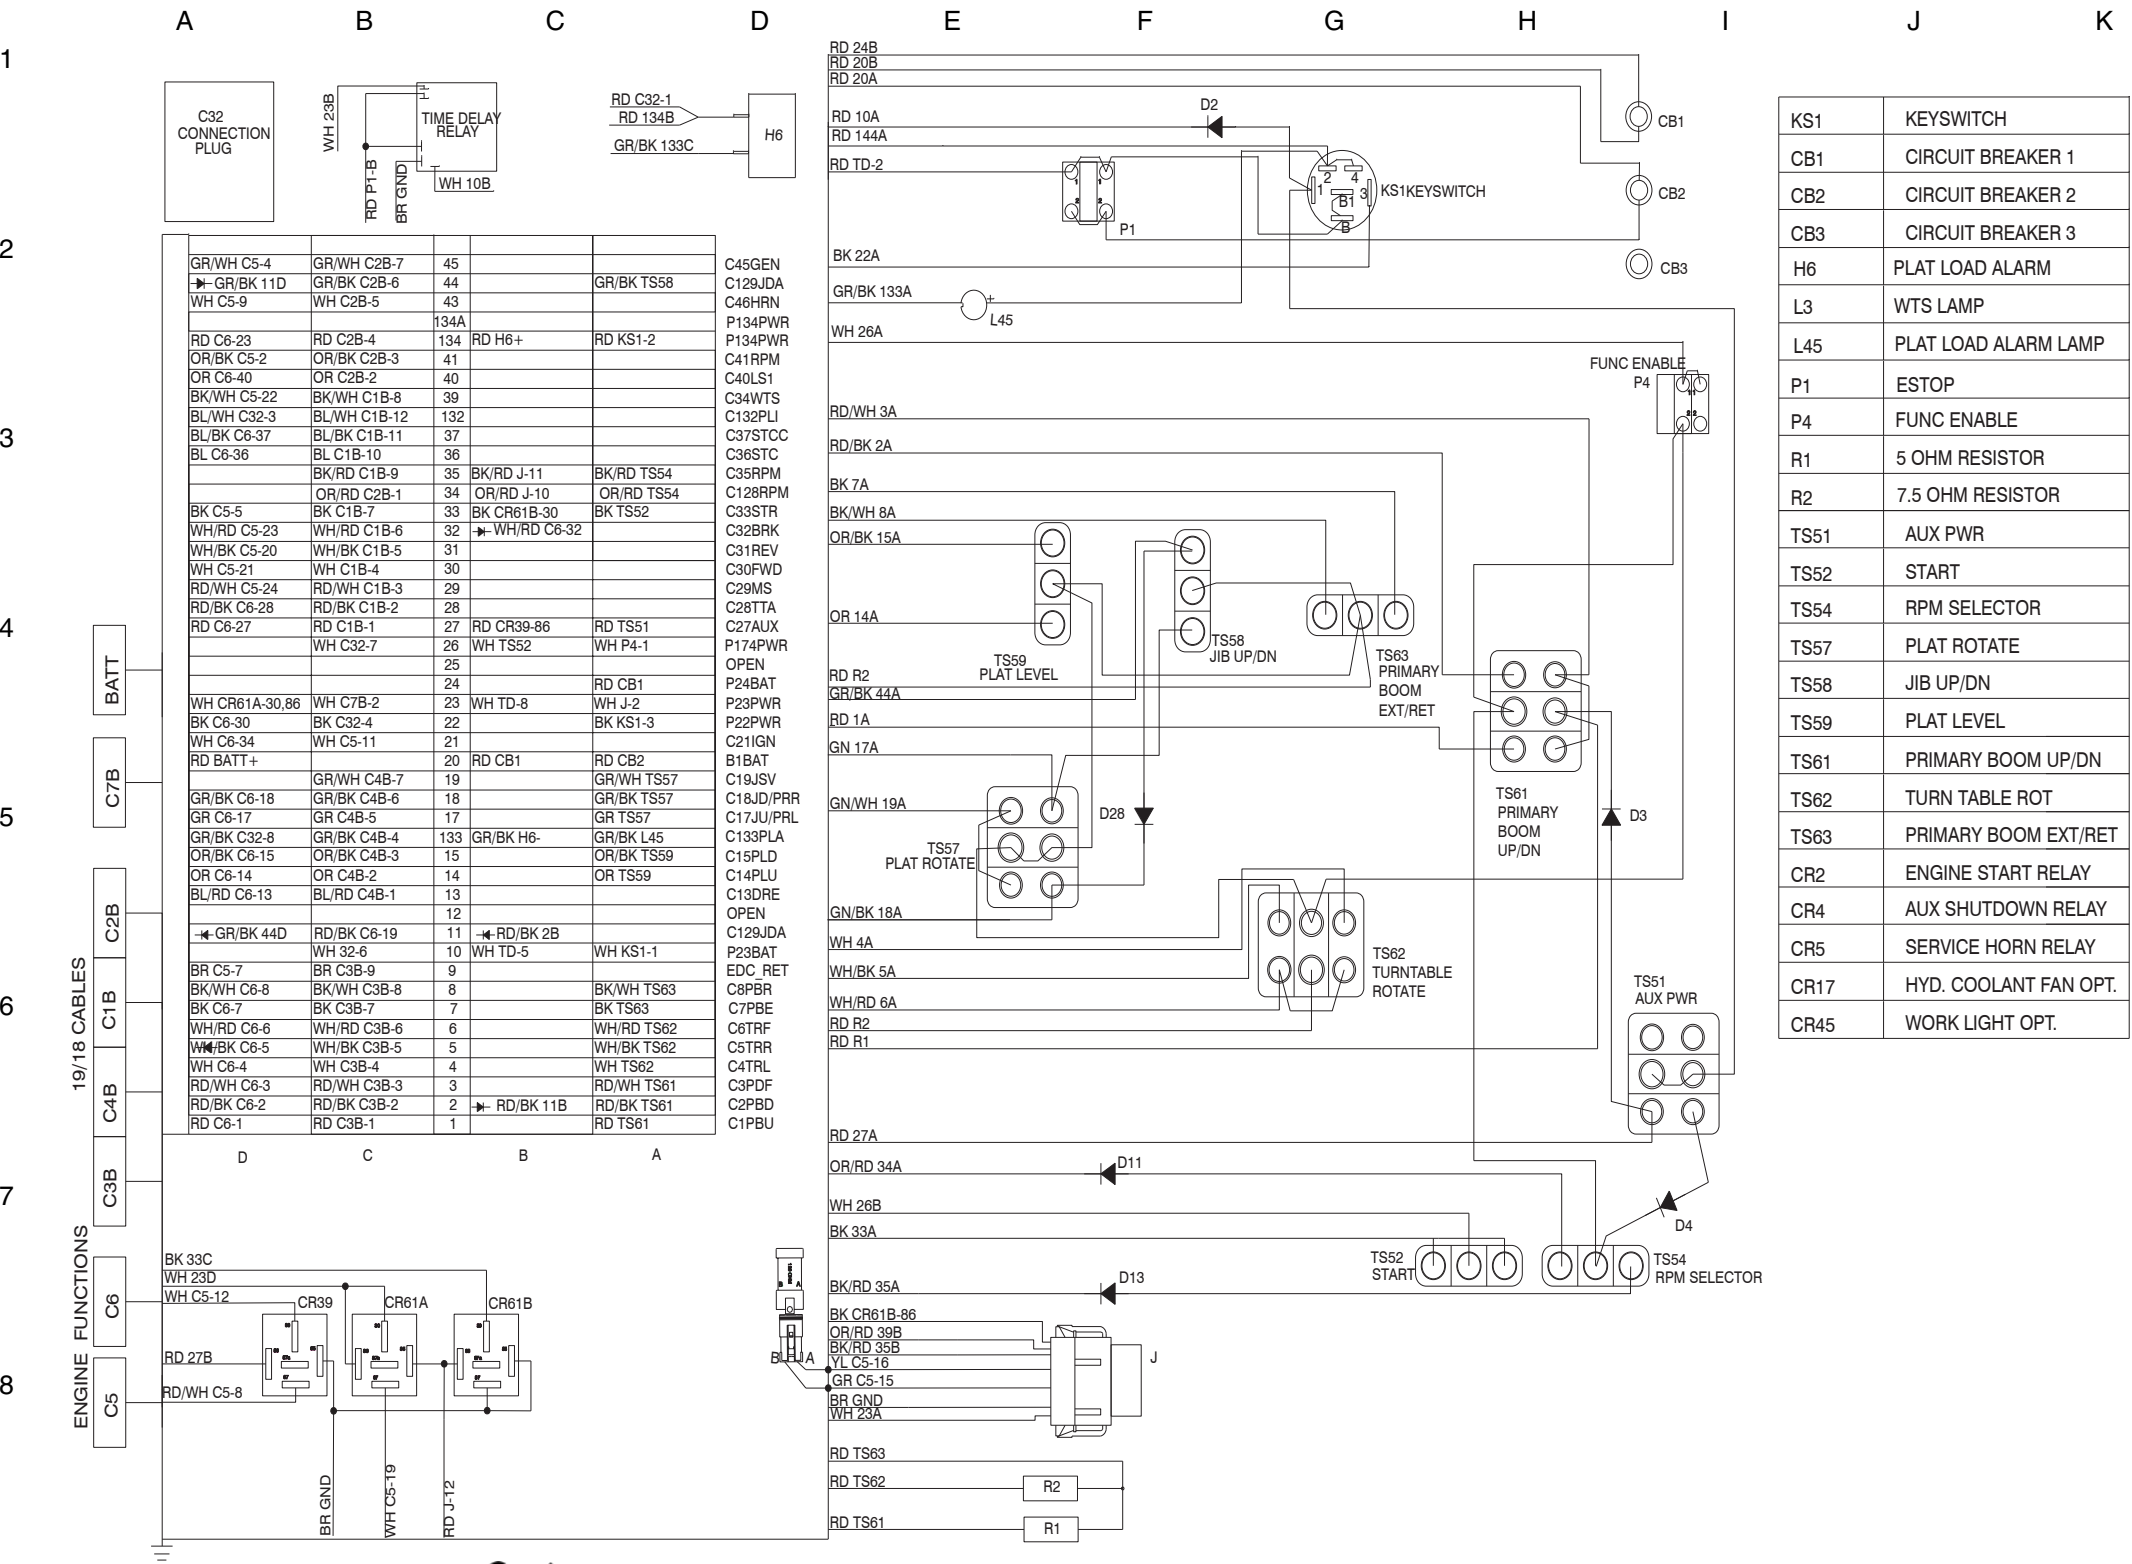 A B C D E F G H I J K
1
2
3
4
5
6
7
8
C32
CONNECTION
PLUG
WH 23B
TIME DELAY
RELAY
RD P1-B
BR GND
WH 10B
RD C32-1
RD 134B
GR/BK 133C
H6
GR/WH C5-4 GR/WH C2B-7 45 C45GEN
GR/BK 11D GR/BK C2B-6 44 GR/BK TS58 C129JDA
WH C5-9 WH C2B-5 43 C46HRN
134A P134PWR
RD C6-23 RD C2B-4 134 RD H6+ RD KS1-2 P134PWR
OR/BK C5-2 OR/BK C2B-3 41 C41RPM
OR C6-40 OR C2B-2 40 C40LS1
BK/WH C5-22 BK/WH C1B-8 39 C34WTS
BL/WH C32-3 BL/WH C1B-12 132 C132PLI
BL/BK C6-37 BL/BK C1B-11 37 C37STCC
BL C6-36 BL C1B-10 36 C36STC
BK/RD C1B-9 35 BK/RD J-11 BK/RD TS54 C35RPM
OR/RD C2B-1 34 OR/RD J-10 OR/RD TS54 C128RPM
BK C5-5 BK C1B-7 33 BK CR61B-30 BK TS52 C33STR
WH/RD C5-23 WH/RD C1B-6 32 WH/RD C6-32 C32BRK
WH/BK C5-20 WH/BK C1B-5 31 C31REV
WH C5-21 WH C1B-4 30 C30FWD
RD/WH C5-24 RD/WH C1B-3 29 C29MS
RD/BK C6-28 RD/BK C1B-2 28 C28TTA
RD C6-27 RD C1B-1 27 RD CR39-86 RD TS51 C27AUX
WH C32-7 26 WH TS52 WH P4-1 P174PWR
25 OPEN
24 RD CB1 P24BAT
WH CR61A-30,86 WH C7B-2 23 WH TD-8 WH J-2 P23PWR
BK C6-30 BK C32-4 22 BK KS1-3 P22PWR
WH C6-34 WH C5-11 21 C21IGN
RD BATT+ 20 RD CB1 RD CB2 B1BAT
GR/WH C4B-7 19 GR/WH TS57 C19JSV
GR/BK C6-18 GR/BK C4B-6 18 GR/BK TS57 C18JD/PRR
GR C6-17 GR C4B-5 17 GR TS57 C17JU/PRL
GR/BK C32-8 GR/BK C4B-4 133 GR/BK H6- GR/BK L45 C133PLA
OR/BK C6-15 OR/BK C4B-3 15 OR/BK TS59 C15PLD
OR C6-14 OR C4B-2 14 OR TS59 C14PLU
BL/RD C6-13 BL/RD C4B-1 13 C13DRE
12 OPEN
GR/BK 44D RD/BK C6-19 11 RD/BK 2B C129JDA
WH 32-6 10 WH TD-5 WH KS1-1 P23BAT
BR C5-7 BR C3B-9 9 EDC_RET
BK/WH C6-8 BK/WH C3B-8 8 BK/WH TS63 C8PBR
BK C6-7 BK C3B-7 7 BK TS63 C7PBE
WH/RD C6-6 WH/RD C3B-6 6 WH/RD TS62 C6TRF
WH/BK C6-5 WH/BK C3B-5 5 WH/BK TS62 C5TRR
WH C6-4 WH C3B-4 4 WH TS62 C4TRL
RD/WH C6-3 RD/WH C3B-3 3 RD/WH TS61 C3PDF
RD/BK C6-2 RD/BK C3B-2 2 RD/BK 11B RD/BK TS61 C2PBD
RD C6-1 RD C3B-1 1 RD TS61 C1PBU
D C B A
BATT
C7B
C2B
C1B
C4B
C3B
19/18 CABLES
C6
C5
ENGINE FUNCTIONS
BK 33C
WH 23D
WH C5-12
CR39
CR61A
CR61B
RD 27B
RD/WH C5-8
BR GND
WH C5-19
RD J-12
B A
B A
RD 24B
RD 20B
RD 20A
RD 10A
RD 144A
RD TD-2
D2
P1
1 1
2 2
2 4
1 B1 3
B
KS1KEYSWITCH
CB1
CB2
CB3
BK 22A
GR/BK 133A
+
L45
WH 26A
FUNC ENABLE
P4
1 1
2 2
RD/WH 3A
RD/BK 2A
BK 7A
BK/WH 8A
OR/BK 15A
OR 14A
TS59
PLAT LEVEL
TS58
JIB UP/DN
TS63
PRIMARY
BOOM
EXT/RET
RD R2
GR/BK 44A
RD 1A
GN 17A
GN/WH 19A
TS57
PLAT ROTATE
D28
TS61
PRIMARY
BOOM
UP/DN
D3
GN/BK 18A
WH 4A
WH/BK 5A
WH/RD 6A
RD R2
RD R1
TS62
TURNTABLE
ROTATE
TS51
AUX PWR
RD 27A
OR/RD 34A
D11
WH 26B
BK 33A
D4
TS52
START
TS54
RPM SELECTOR
BK/RD 35A
D13
BK CR61B-86
OR/RD 39B
BK/RD 35B
YL C5-16
GR C5-15
BR GND
WH 23A
J
RD TS63
RD TS62
R2
RD TS61
R1
KS1 KEYSWITCH
CB1 CIRCUIT BREAKER 1
CB2 CIRCUIT BREAKER 2
CB3 CIRCUIT BREAKER 3
H6 PLAT LOAD ALARM
L3 WTS LAMP
L45 PLAT LOAD ALARM LAMP
P1 ESTOP
P4 FUNC ENABLE
R1 5 OHM RESISTOR
R2 7.5 OHM RESISTOR
TS51 AUX PWR
TS52 START
TS54 RPM SELECTOR
TS57 PLAT ROTATE
TS58 JIB UP/DN
TS59 PLAT LEVEL
TS61 PRIMARY BOOM UP/DN
TS62 TURN TABLE ROT
TS63 PRIMARY BOOM EXT/RET
CR2 ENGINE START RELAY
CR4 AUX SHUTDOWN RELAY
CR5 SERVICE HORN RELAY
CR17 HYD. COOLANT FAN OPT.
CR45 WORK LIGHT OPT.